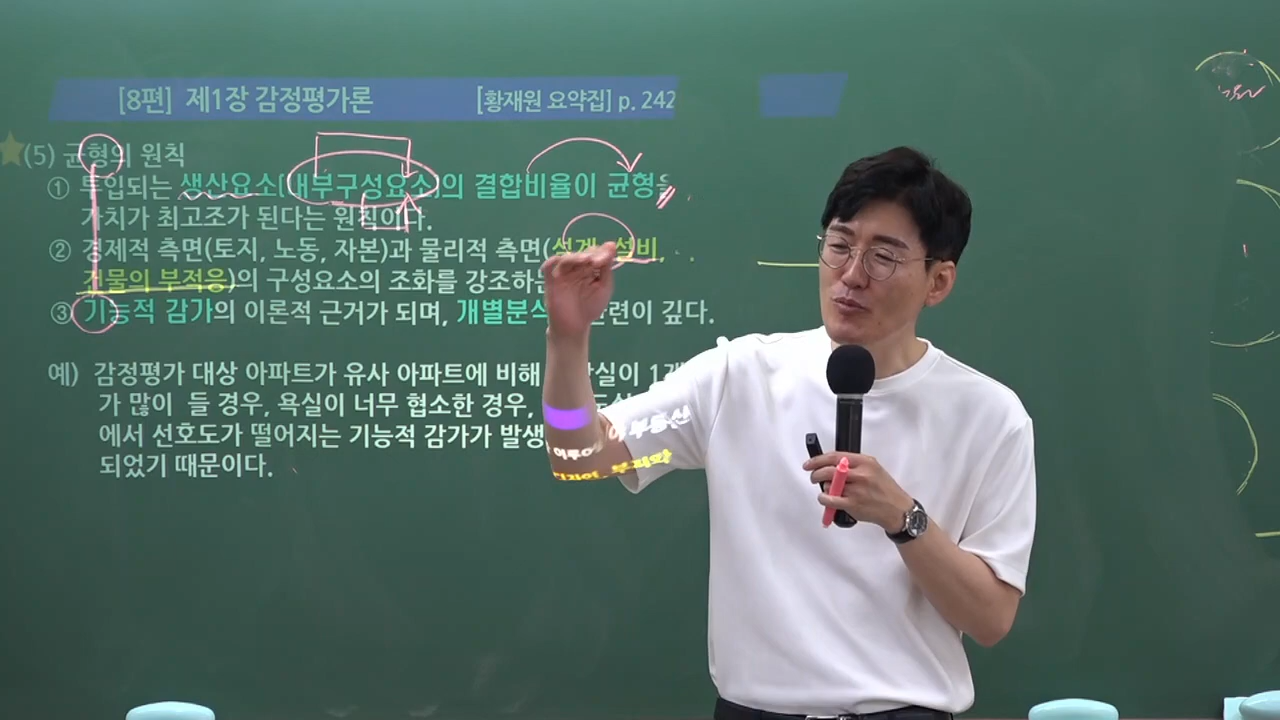 [8편] 제1장 감정평가론 [황재원 요약집] p. 242
(5) 균형의 원칙
① 투입되는 생산요소[내부구성요소]의 결합비율이 균형을
가치가 최고조가 된다는 원칙이다.
② 경제적 측면(토지, 노동, 자본)과 물리적 측면(설계, 설비,
건물의 부적응)의 구성요소의 조화를 강조하는
③ 기능적 감가의 이론적 근거가 되며, 개별분석 관련이 깊다.
예) 감정평가 대상 아파트가 유사 아파트에 비해 1개
가 많이 들 경우, 욕실이 너무 협소한 경우,
에서 선호도가 떨어지는 기능적 감가가 발생
되었기 때문이다.